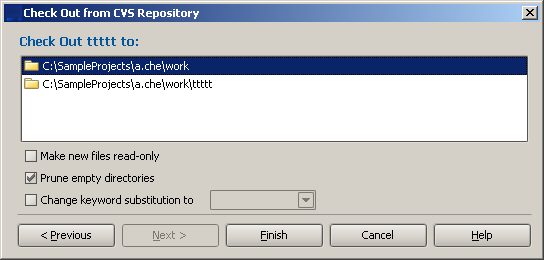 Check Out from CVS Repository
Check Out ttttt to:
C:\SampleProjects\a.che\work
C:\SampleProjects\a.che\work\ttttt
Make new files read-only
Prune empty directories
Change keyword substitution to
< Previous
Next >
Finish
Cancel
Help